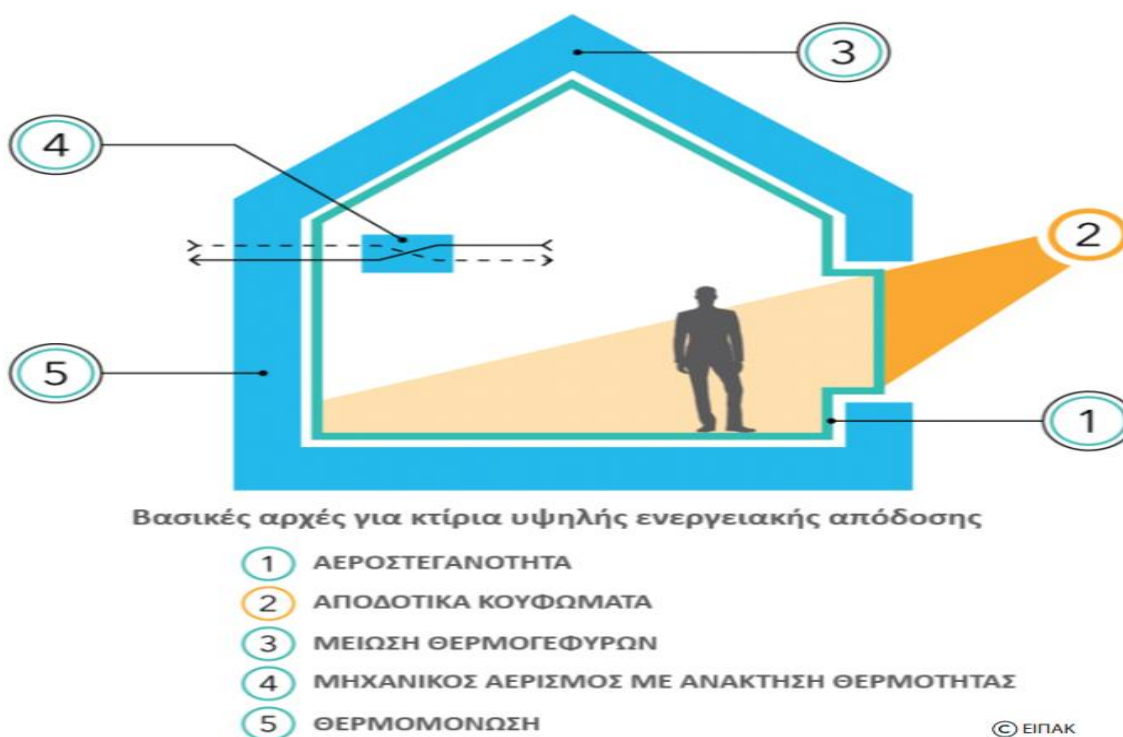 3
4
2
5
1
Βασικές αρχές για κτίρια υψηλής ενεργειακής απόδοσης
1 ΑΕΡΟΣΤΕΓΑΝΟΤΗΤΑ
2 ΑΠΟΔΟΤΙΚΑ ΚΟΥΦΩΜΑΤΑ
3 ΜΕΙΩΣΗ ΘΕΡΜΟΓΕΦΥΡΩΝ
4 ΜΗΧΑΝΙΚΟΣ ΑΕΡΙΣΜΟΣ ΜΕ ΑΝΑΚΤΗΣΗ ΘΕΡΜΟΤΗΤΑΣ
5 ΘΕΡΜΟΜΟΝΩΣΗ
© ΕΙΠΑΚ